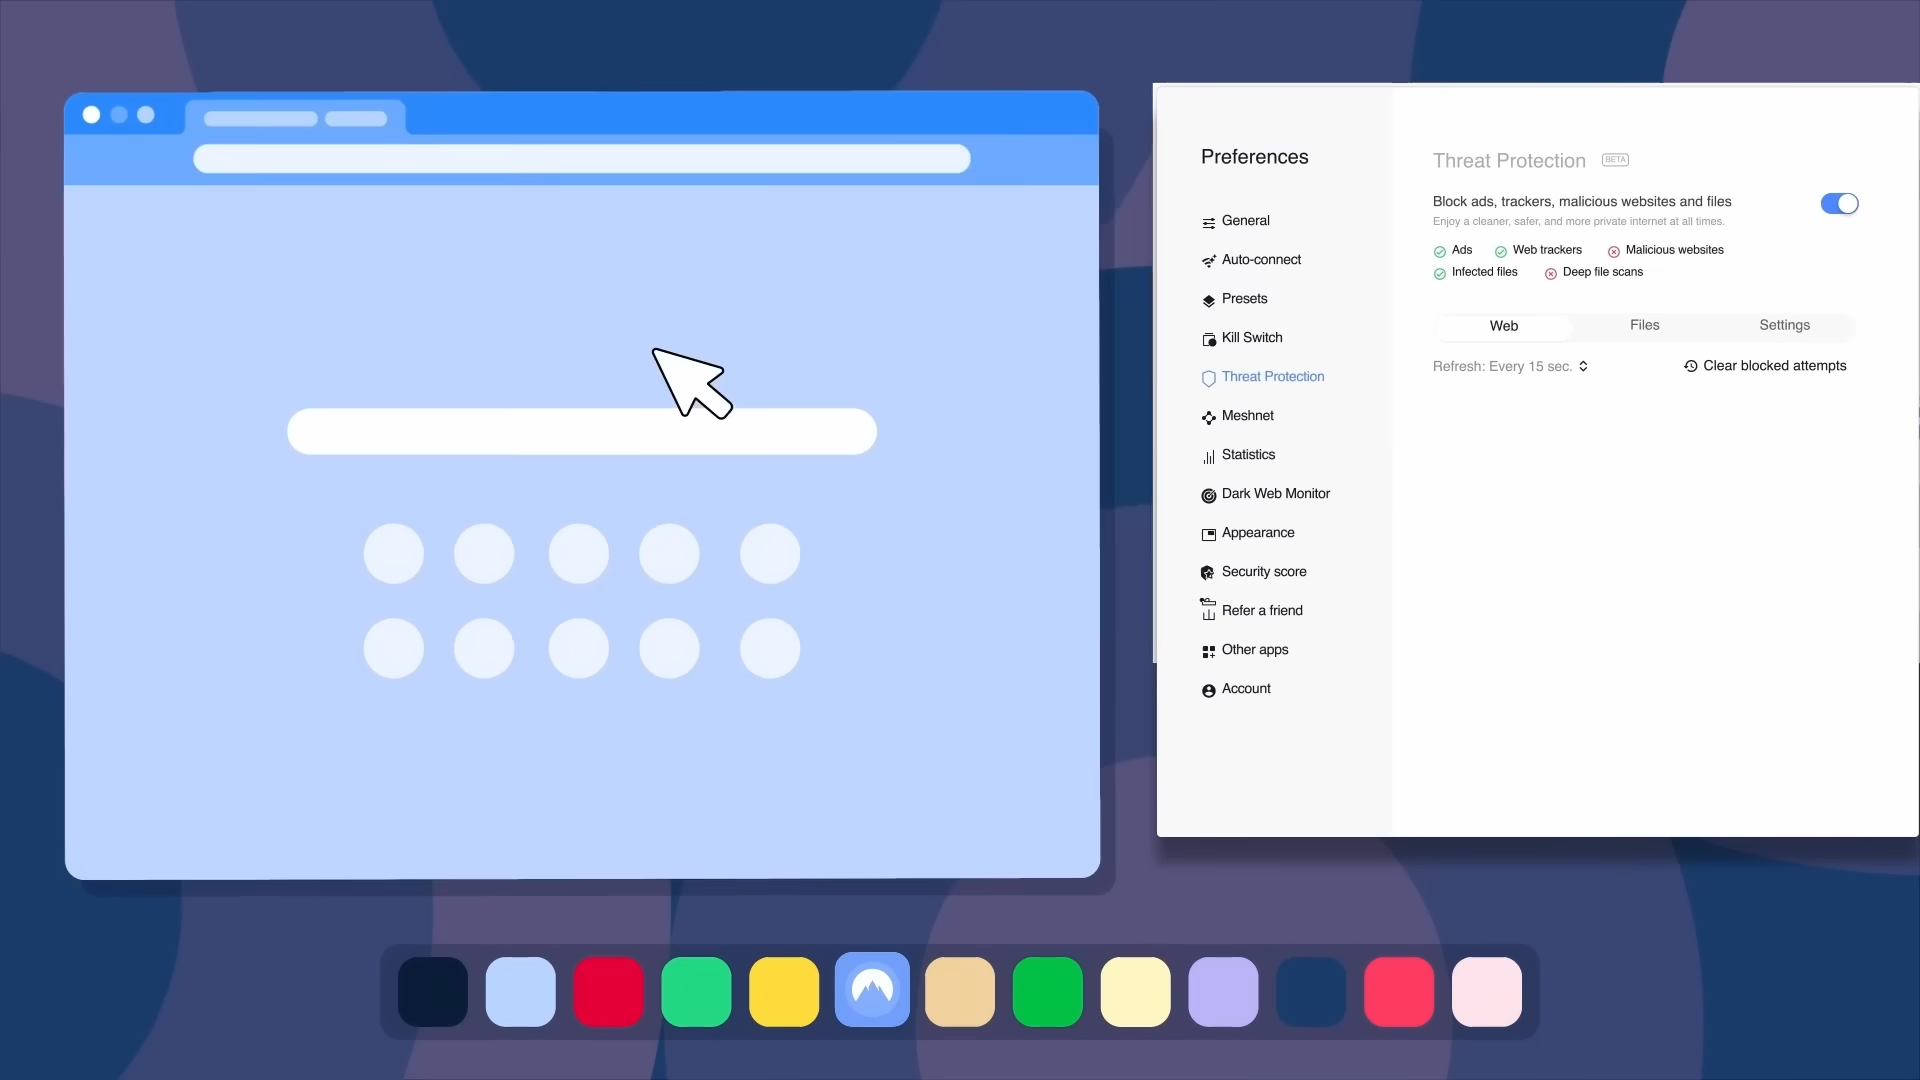 Preferences
General
Auto-connect
Presets
Kill Switch
Threat Protection
Meshnet
Statistics
Dark Web Monitor
Appearance
Security score
Refer a friend
Other apps
Account
Threat Protection BETA
Block ads, trackers, malicious websites and files
Enjoy a cleaner, safer, and more private internet at all times.
Ads Web trackers Malicious websites
Infected files Deep file scans
Web Files Settings
Refresh: Every 15 sec. Clear blocked attempts